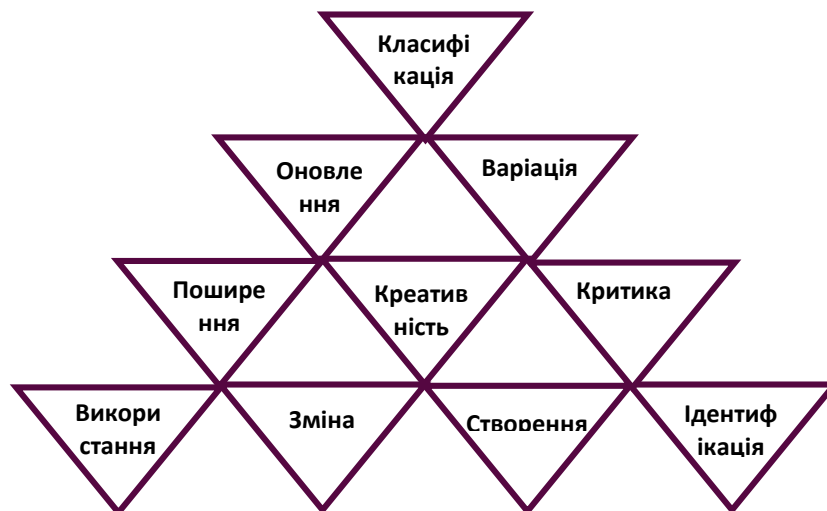 Класифі
кація
Оновле
ння
Варіація
Пошире
ння
Креатив
ність
Критика
Викори
стання
Зміна
Створення
Ідентиф
ікація